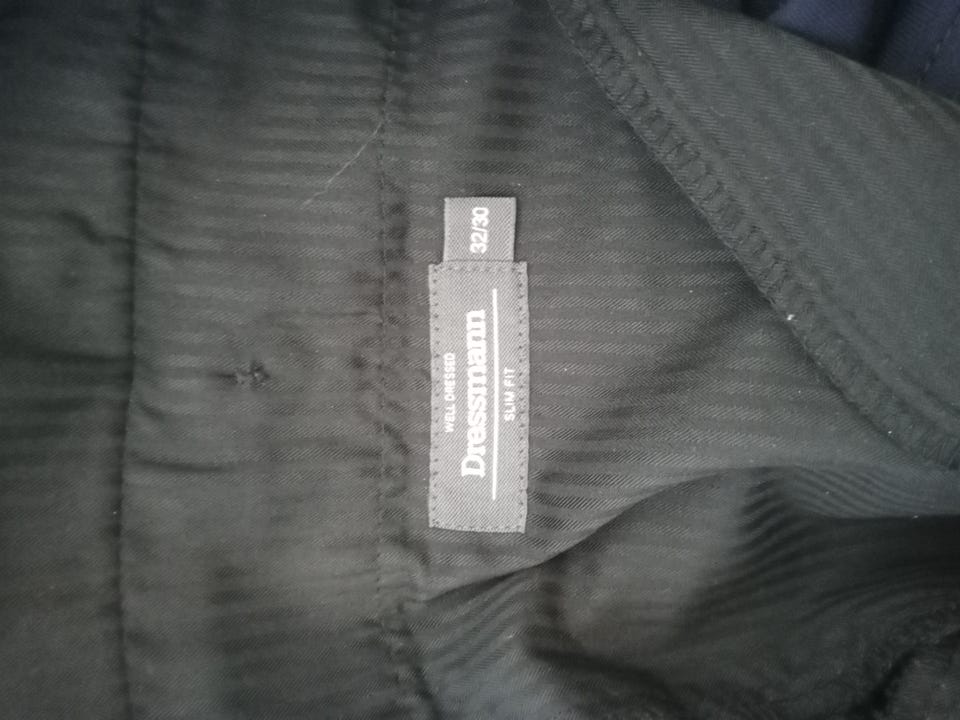 WELL DRESSED
Dressmann
SLIM FIT
32/30